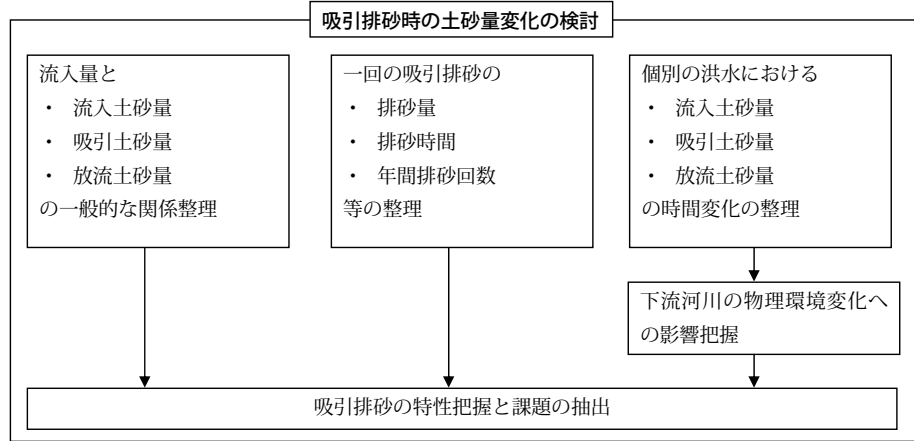 吸引排砂時の土砂量変化の検討
流入量と
・ 流入土砂量
・ 吸引土砂量
・ 放流土砂量
の一般的な関係整理
一回の吸引排砂の
・ 排砂量
・ 排砂時間
・ 年間排砂回数
等の整理
個別の洪水における
・ 流入土砂量
・ 吸引土砂量
・ 放流土砂量
の時間変化の整理
下流河川の物理環境変化へ
の影響把握
吸引排砂の特性把握と課題の抽出